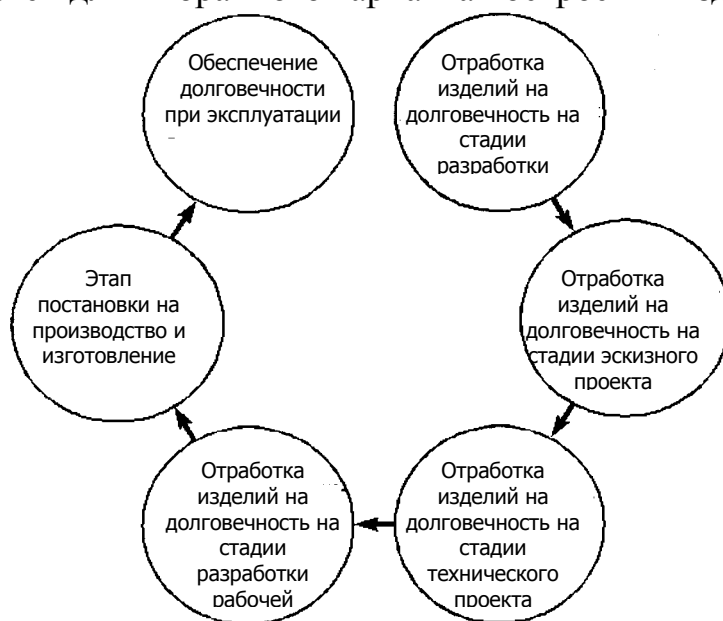 Обеспечение
долговечности
при эксплуатации
Отработка
изделий на
долговечность на
стадии
разработки
Отработка
изделий на
долговечность на
стадии эскизного
проекта
Отработка
изделий на
долговечность на
стадии
технического
проекта
Отработка
изделий на
долговечность на
стадии
разработки
рабочей
Этап
постановки на
производство и
изготовление